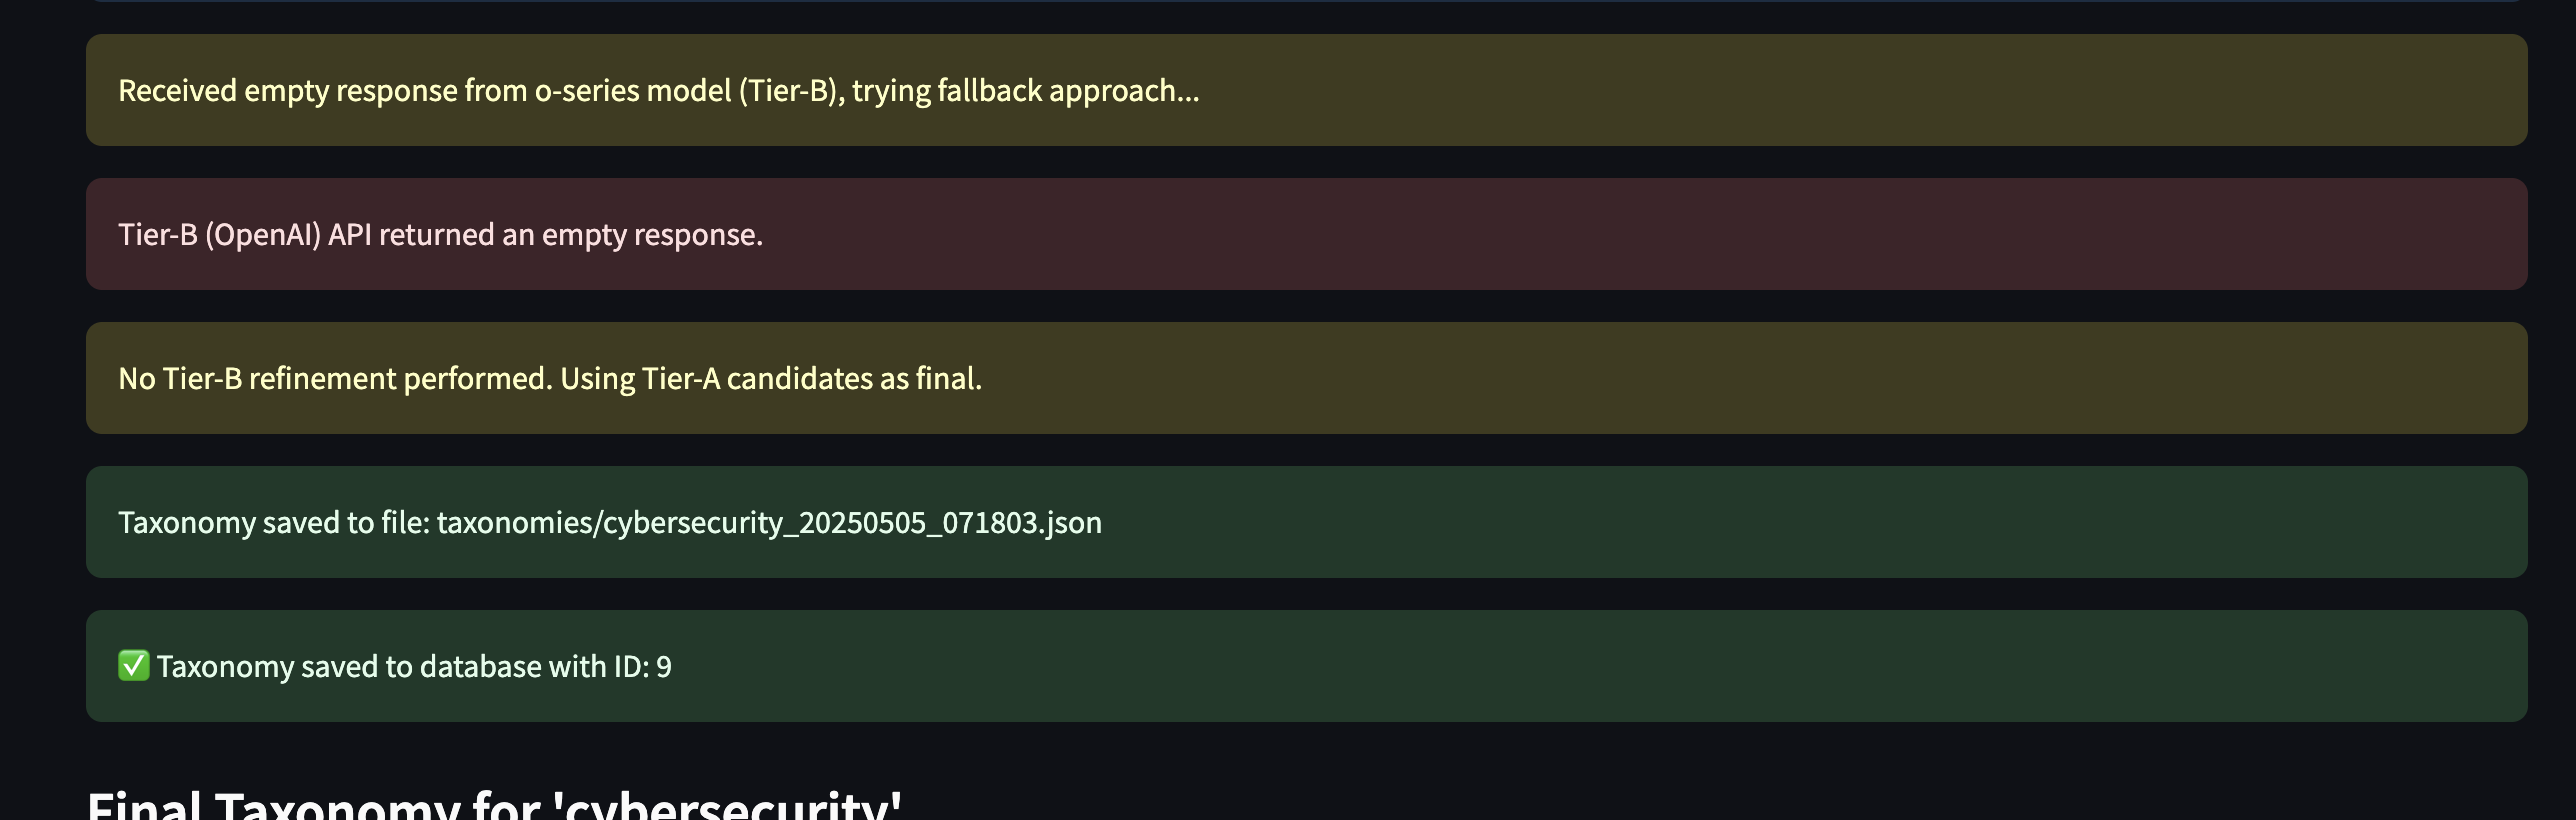 Received empty response from o-series model (Tier-B), trying fallback approach...
Tier-B (OpenAI) API returned an empty response.
No Tier-B refinement performed. Using Tier-A candidates as final.
Taxonomy saved to file: taxonomies/cybersecurity_20250505_071803.json
✅ Taxonomy saved to database with ID: 9
Final Taxonomy for 'cybersecurity'